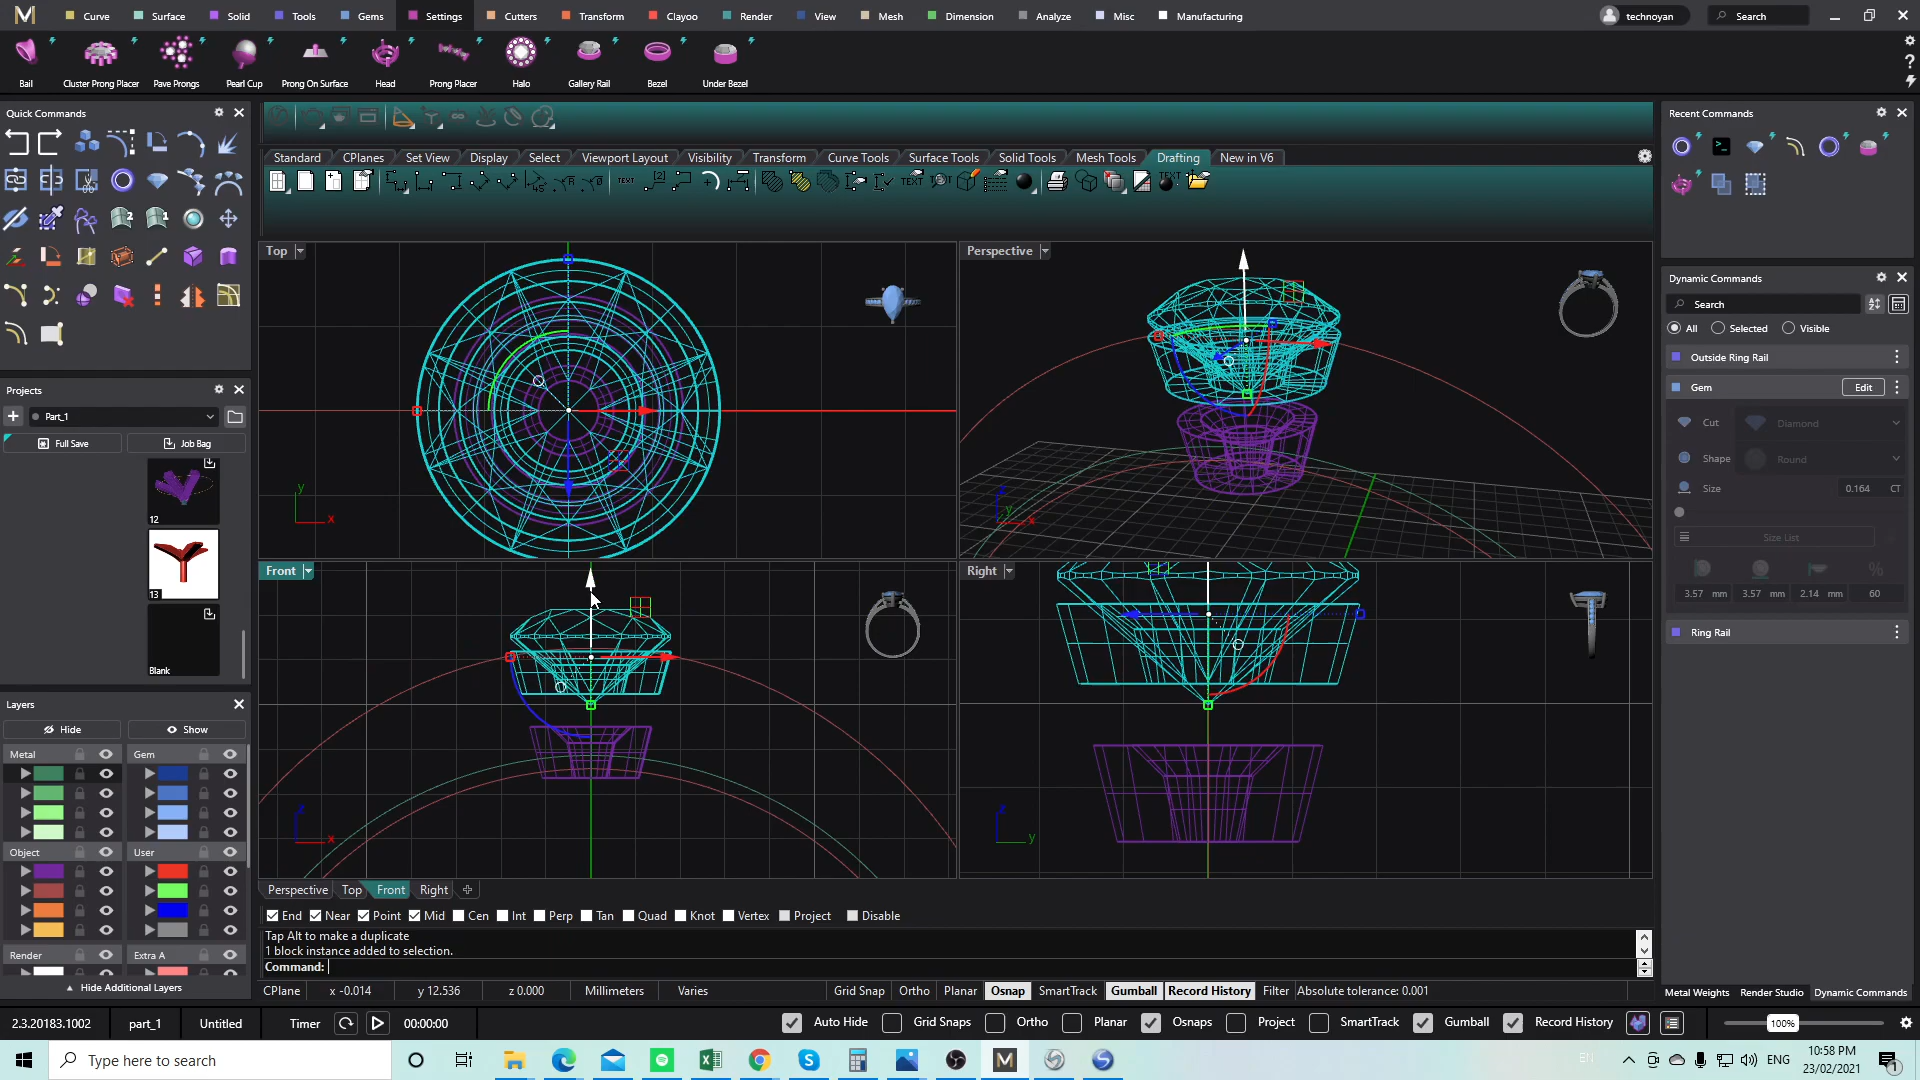 Curve Surface Solid Tools Gems Settings Cutters Transform Clayoo Render View Mesh Dimension Analyze Misc Manufacturing technoyan Search
Bail Cluster Prong Placer Pave Prongs Pearl Cup Prong On Surface Head Prong Placer Halo Gallery Rail Bezel Under Bezel
Quick Commands
Standard CPlanes Set View Display Select Viewport Layout Visibility Transform Curve Tools Surface Tools Solid Tools Mesh Tools Drafting New in V6
Recent Commands
Top
Perspective
Dynamic Commands
Search
All Selected Visible
Outside Ring Rail
Gem Edit
Cut Diamond
Shape Round
Size 0.164 CT
Size List
3.57 mm 3.57 mm 2.14 mm 60
Ring Rail
Projects
Part_1
Full Save Job Bag
12
13
Blank
Front
Right
Layers
Hide Show
Metal Gem
Object User
Render Extra A
Hide Additional Layers
Perspective Top Front Right
End Near Point Mid Cen Int Perp Tan Quad Knot Vertex Project Disable
Tap Alt to make a duplicate
1 block instance added to selection.
Command:
CPlane x -0.014 y 12.536 z 0.000 Millimeters Varies Grid Snap Ortho Planar Osnap SmartTrack Gumball Record History Filter Absolute tolerance: 0.001
Metal Weights Render Studio Dynamic Commands
2.3.20183.1002 part_1 Untitled Timer 00:00:00 Auto Hide Grid Snaps Ortho Planar Osnaps Project SmartTrack Gumball Record History 100%
Type here to search
ENG
10:58 PM
23/02/2021